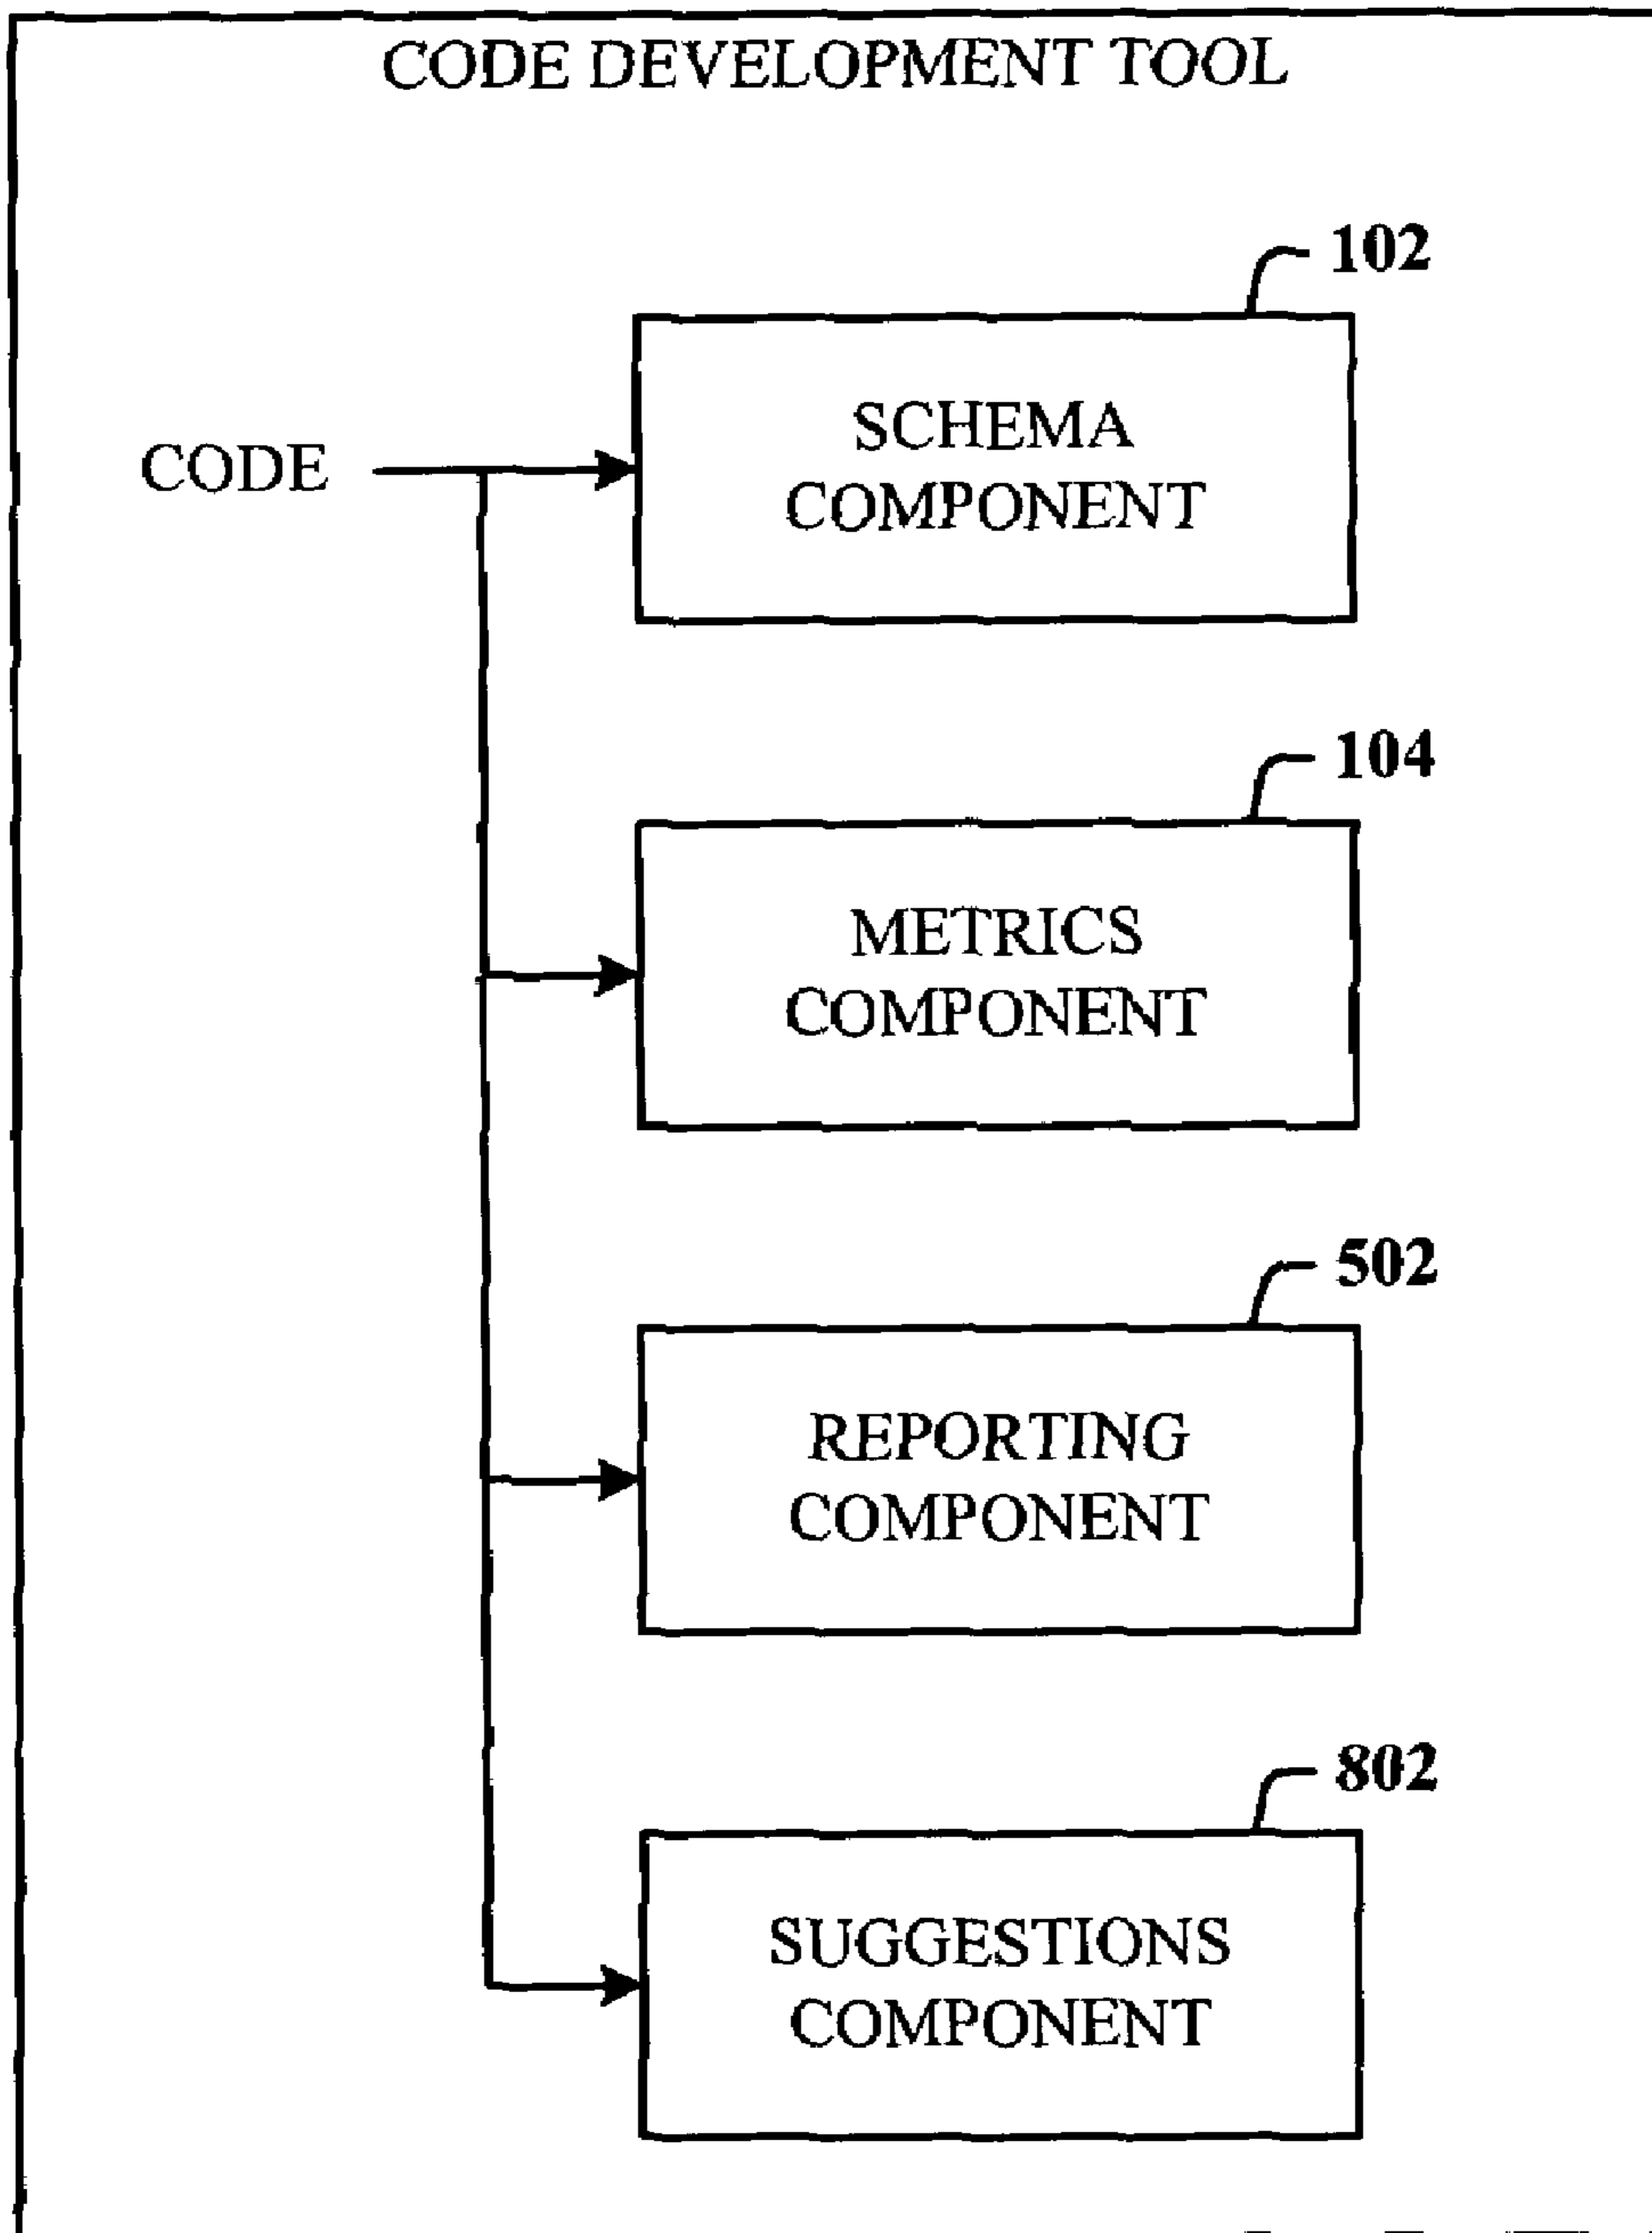 CODE DEVELOPMENT TOOL
102
CODE
SCHEMA
COMPONENT
104
METRICS
COMPONENT
502
REPORTING
COMPONENT
802
SUGGESTIONS
COMPONENT